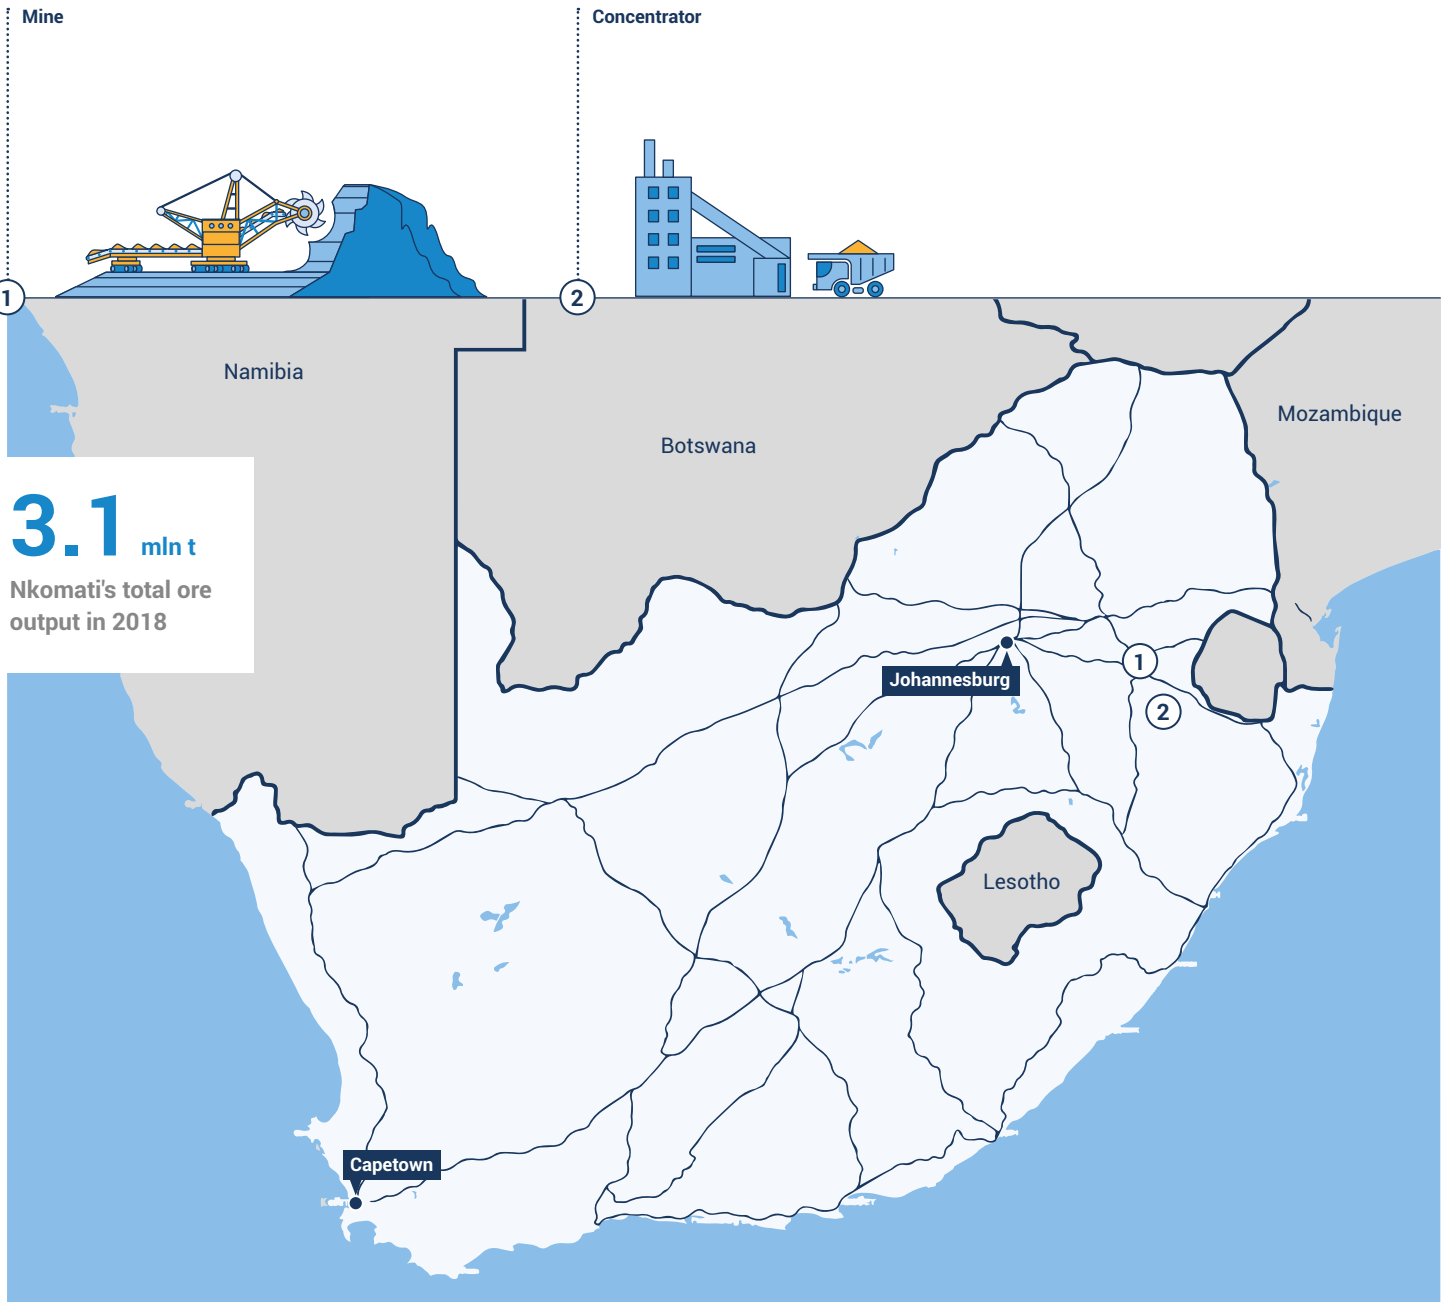 Mine
Concentrator
1
2
Namibia
Botswana
Mozambique
3.1 mln t
Nkomati's total ore
output in 2018
1
Johannesburg
2
Lesotho
Capetown